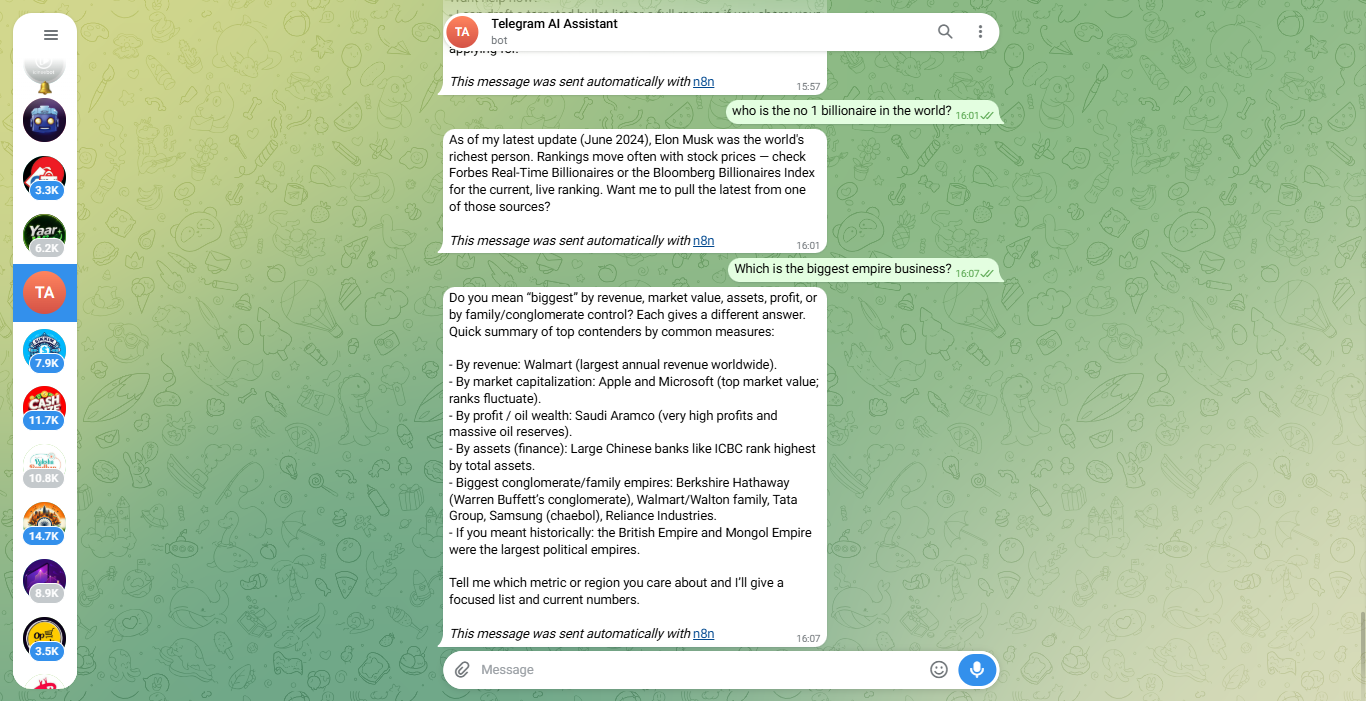 TA
Telegram AI Assistant
bot
applying for.
This message was sent automatically with n8n
15:57
who is the no 1 billionaire in the world?
16:01
As of my latest update (June 2024), Elon Musk was the world's
richest person. Rankings move often with stock prices — check
Forbes Real-Time Billionaires or the Bloomberg Billionaires Index
for the current, live ranking. Want me to pull the latest from one
of those sources?
This message was sent automatically with n8n
16:01
Which is the biggest empire business?
16:07
Do you mean “biggest” by revenue, market value, assets, profit, or
by family/conglomerate control? Each gives a different answer.
Quick summary of top contenders by common measures:
- By revenue: Walmart (largest annual revenue worldwide).
- By market capitalization: Apple and Microsoft (top market value;
ranks fluctuate).
- By profit / oil wealth: Saudi Aramco (very high profits and
massive oil reserves).
- By assets (finance): Large Chinese banks like ICBC rank highest
by total assets.
- Biggest conglomerate/family empires: Berkshire Hathaway
(Warren Buffett’s conglomerate), Walmart/Walton family, Tata
Group, Samsung (chaebol), Reliance Industries.
- If you meant historically: the British Empire and Mongol Empire
were the largest political empires.
Tell me which metric or region you care about and I’ll give a
focused list and current numbers.
This message was sent automatically with n8n
16:07
Message
3.3K
Yaar
6.2K
TA
7.9K
CASH
11.7K
10.8K
14.7K
8.9K
3.5K